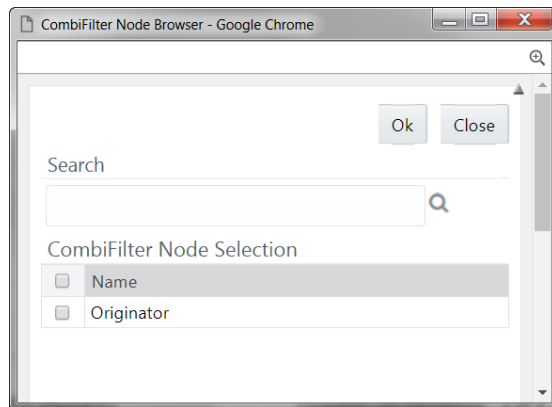 CombiFilter Node Browser - Google Chrome
Ok Close
Search
CombiFilter Node Selection
Name
Originator